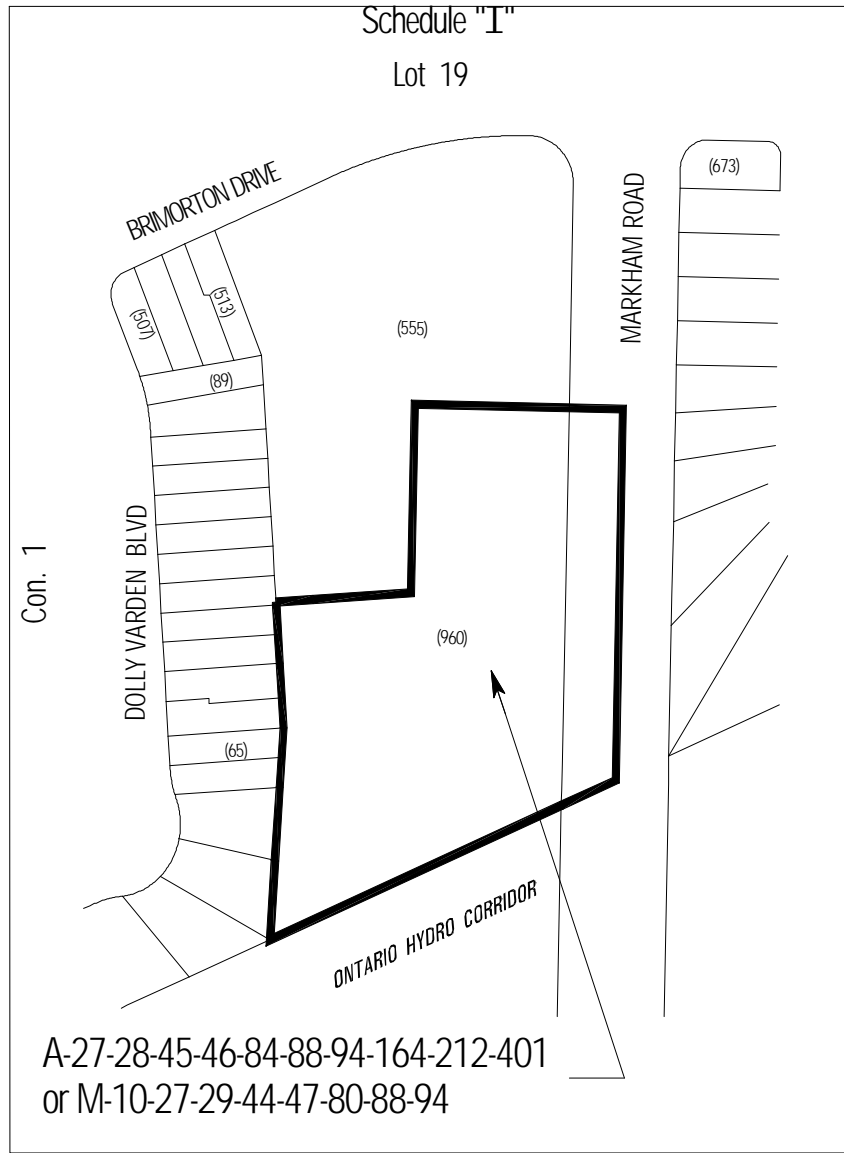 Schedule "I"
Lot 19
BRIMORTON DRIVE
(673)
MARKHAM ROAD
(507)
(513)
(555)
(89)
Con. 1
DOLLY VARDEN BLVD
(960)
(65)
ONTARIO HYDRO CORRIDOR
A-27-28-45-46-84-88-94-164-212-401
or M-10-27-29-44-47-80-88-94